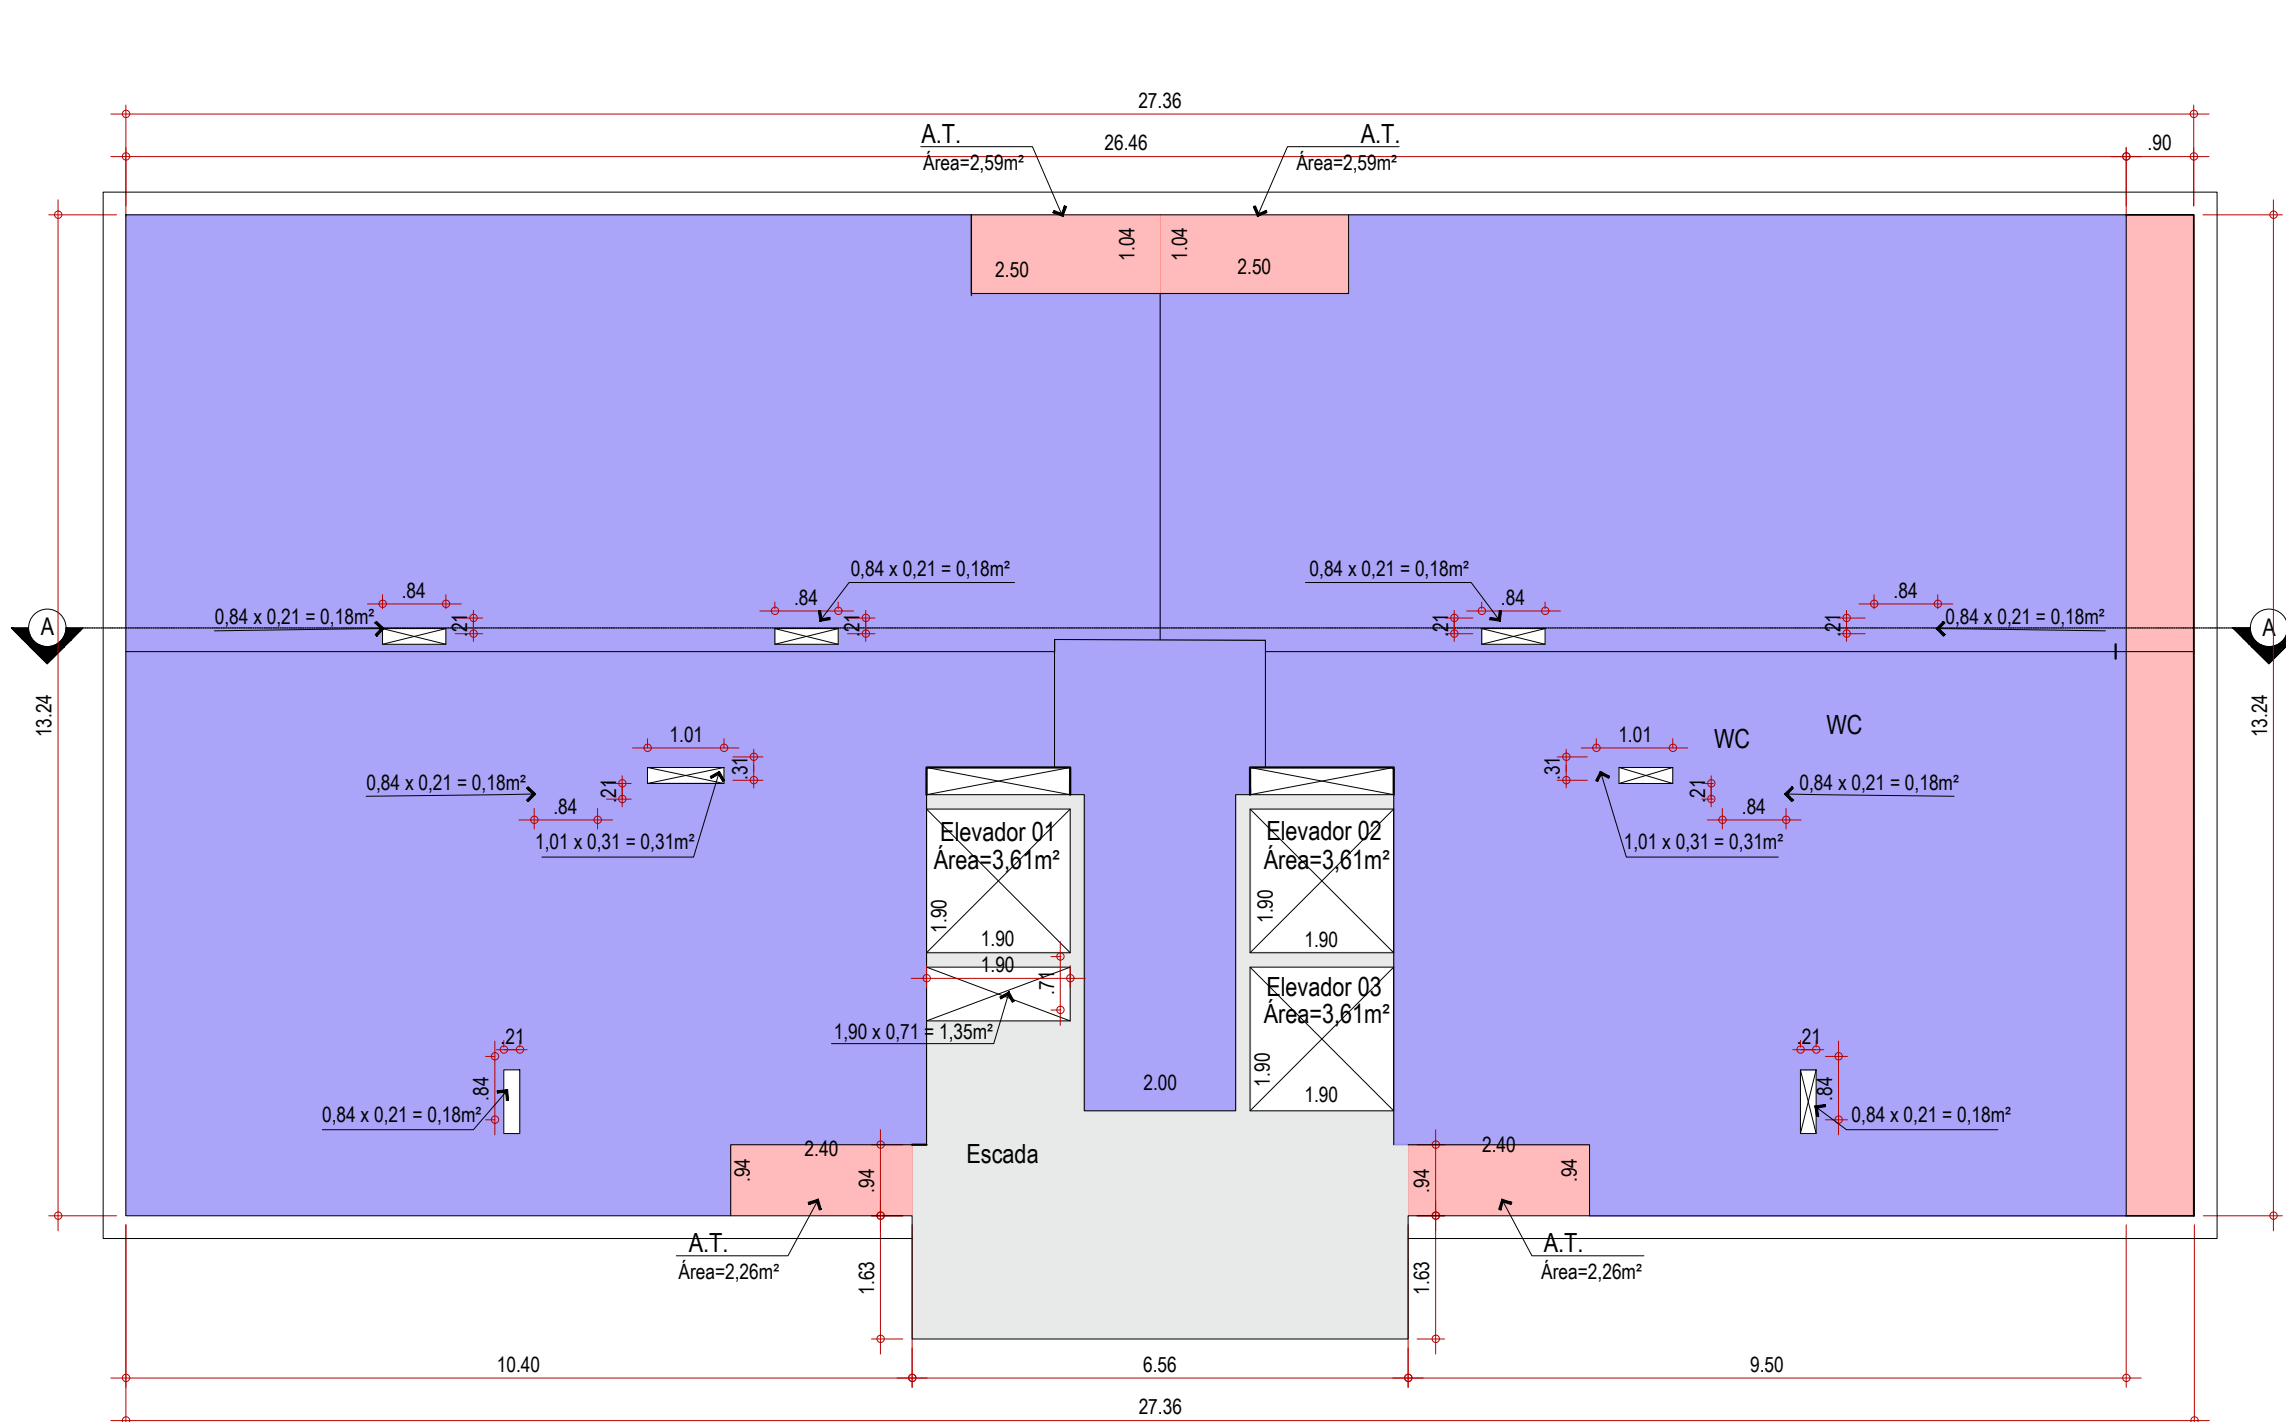 27.36
A.T.
A.T.
26.46
.90
Área=2,59m²
Área=2,59m²
1.04
1.04
2.50
2.50
0,84 x 0,21 = 0,18m²
0,84 x 0,21 = 0,18m²
.84
.84
.84
.84
0,84 x 0,21 = 0,18m²
.21
.21
.21
.21
0,84 x 0,21 = 0,18m²
A
A
13.24
13.24
1.01
.31
1.01
.31
WC
WC
0,84 x 0,21 = 0,18m²
.21
.84
.21
.84
0,84 x 0,21 = 0,18m²
1,01 x 0,31 = 0,31m²
1,01 x 0,31 = 0,31m²
Elevador 01
Área=3,61m²
Elevador 02
Área=3,61m²
1.90
1.90
1.90
1.90
1.90
.71
Elevador 03
Área=3,61m²
1,90 x 0,71 = 1,35m²
1.90
1.90
2.00
.21
.84
.21
.84
0,84 x 0,21 = 0,18m²
0,84 x 0,21 = 0,18m²
2.40
2.40
Escada
.94
.94
.94
.94
A.T.
Área=2,26m²
A.T.
Área=2,26m²
1.63
1.63
10.40
6.56
9.50
27.36